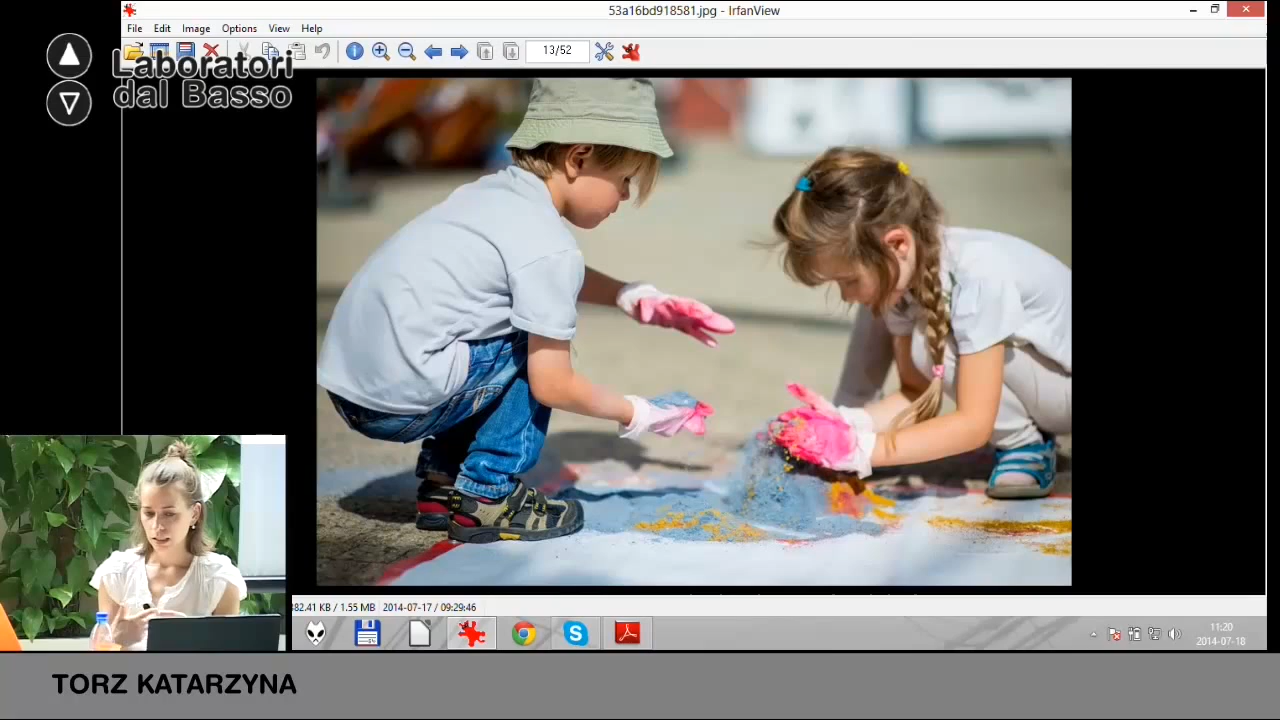 53a16bd918581.jpg - IrfanView
File Edit Image Options View Help
13/52
Laboratori
dal Basso
382.41 KB / 1.55 MB 2014-07-17 / 09:29:46
11:20
2014-07-18
TORZ KATARZYNA